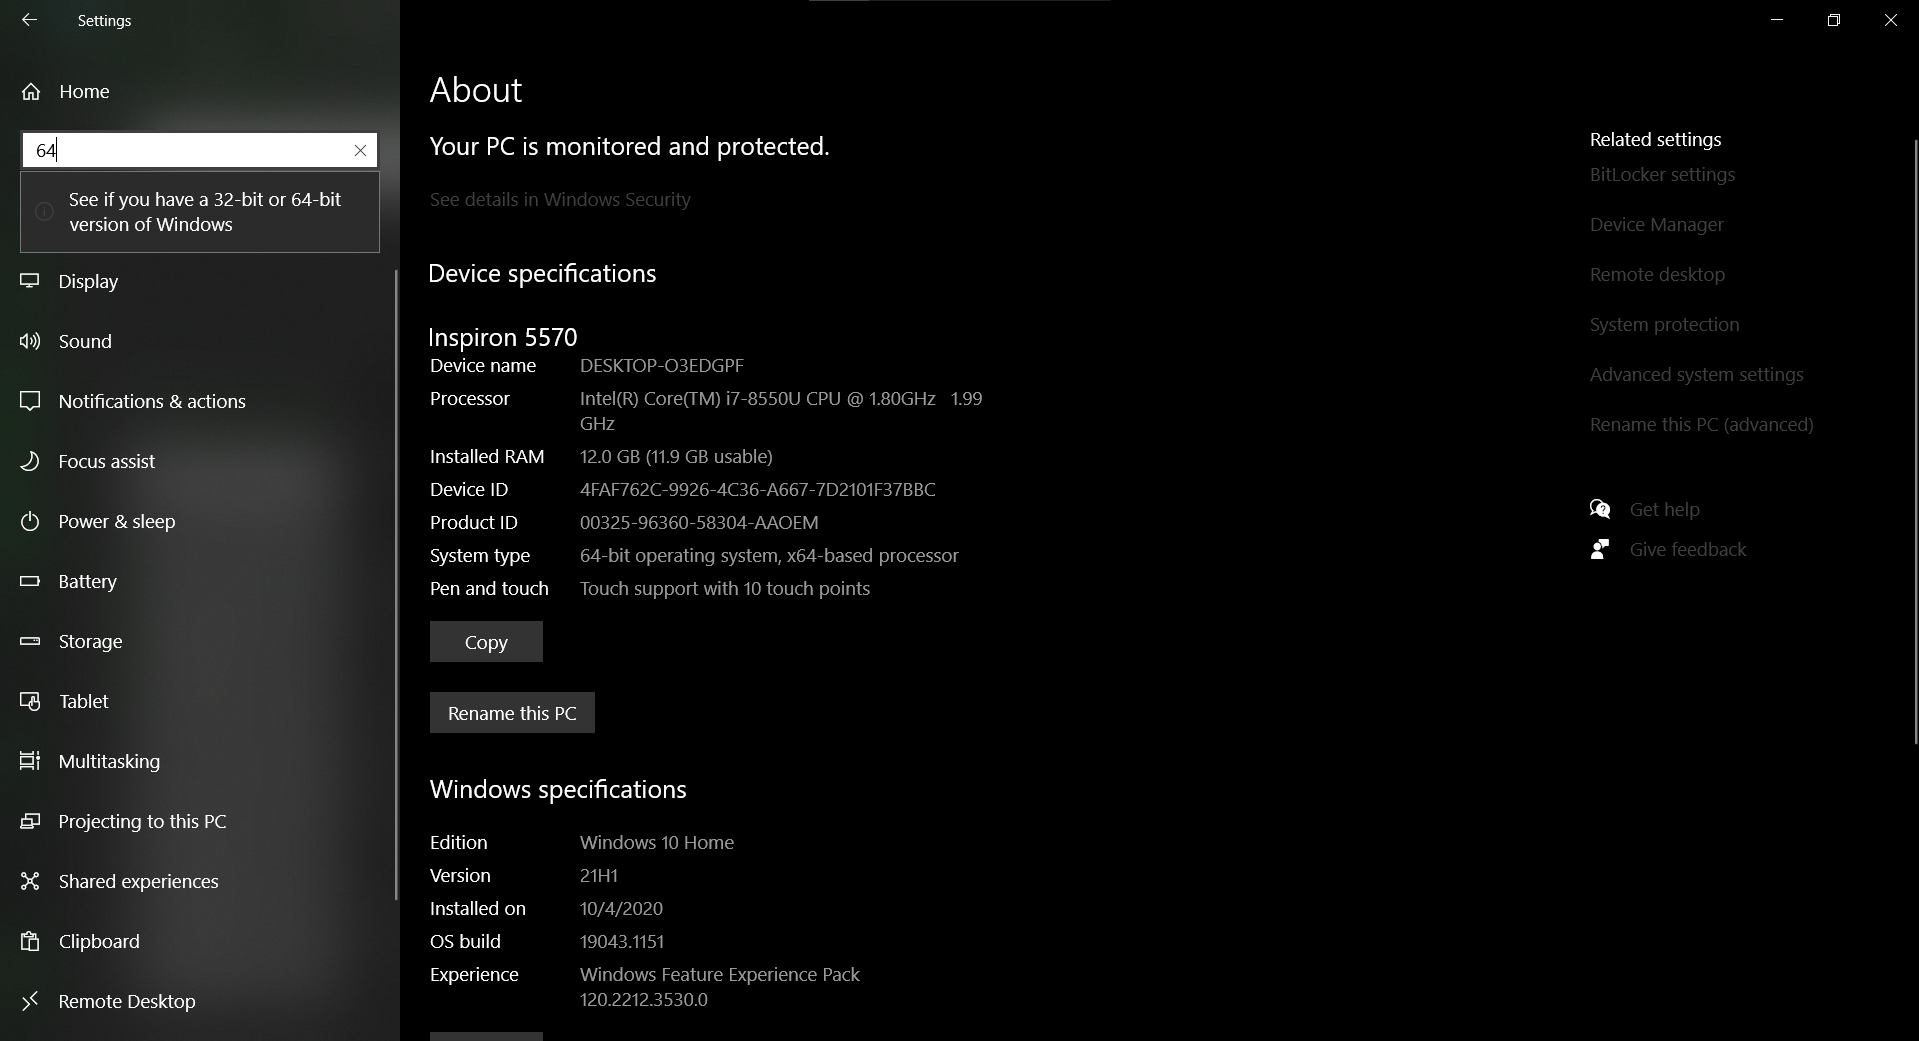 Settings
Home
64
See if you have a 32-bit or 64-bit
version of Windows
Display
Sound
Notifications & actions
Focus assist
Power & sleep
Battery
Storage
Tablet
Multitasking
Projecting to this PC
Shared experiences
Clipboard
Remote Desktop
About
Your PC is monitored and protected.
See details in Windows Security
Device specifications
Inspiron 5570
Device name DESKTOP-O3EDGPF
Processor Intel(R) Core(TM) i7-8550U CPU @ 1.80GHz 1.99
GHz
Installed RAM 12.0 GB (11.9 GB usable)
Device ID 4FAF762C-9926-4C36-A667-7D2101F37BBC
Product ID 00325-96360-58304-AAOEM
System type 64-bit operating system, x64-based processor
Pen and touch Touch support with 10 touch points
Copy
Rename this PC
Windows specifications
Edition Windows 10 Home
Version 21H1
Installed on 10/4/2020
OS build 19043.1151
Experience Windows Feature Experience Pack
120.2212.3530.0
Related settings
BitLocker settings
Device Manager
Remote desktop
System protection
Advanced system settings
Rename this PC (advanced)
Get help
Give feedback